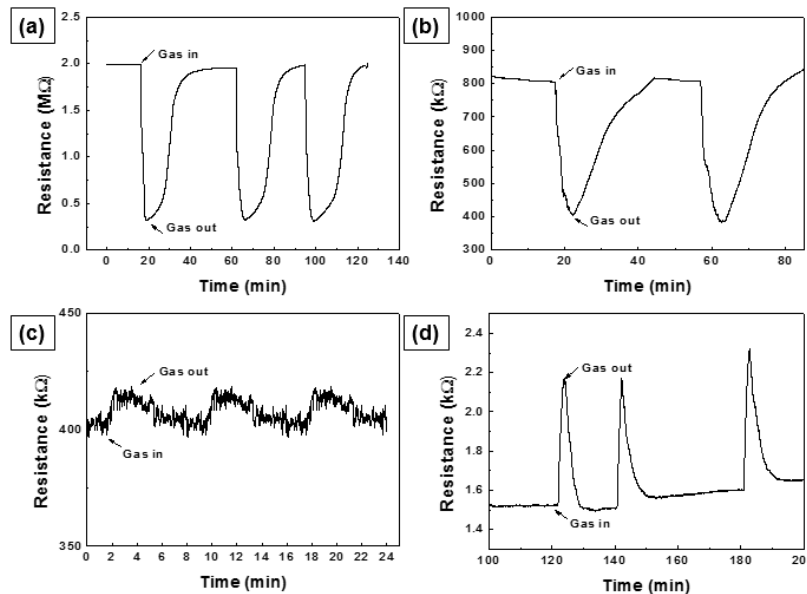 (a)
Resistance (MΩ)
2.5
2.0
1.5
1.0
0.5
0.0
Gas in
Gas out
0 20 40 60 80 100 120 140
Time (min)
(b)
Resistance (kΩ)
1000
900
800
700
600
500
400
300
Gas in
Gas out
0 20 40 60 80
Time (min)
(c)
Resistance (kΩ)
450
400
350
Gas out
Gas in
0 2 4 6 8 10 12 14 16 18 20 22 24
Time (min)
(d)
Resistance (kΩ)
2.4
2.2
2.0
1.8
1.6
1.4
Gas out
Gas in
100 120 140 160 180 200
Time (min)